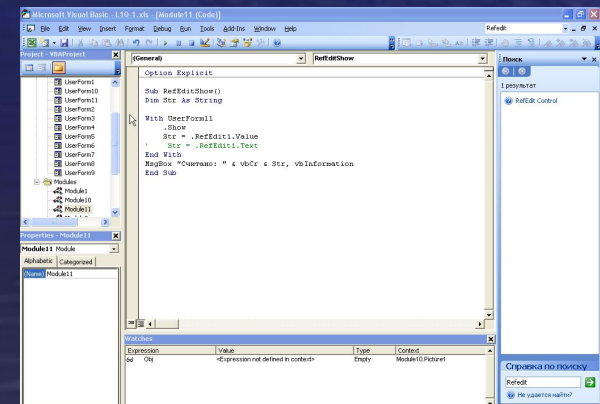 Microsoft Visual Basic - L10-1.xls - [Module11 (Code)]
File Edit View Insert Format Debug Run Tools Add-Ins Window Help
Refedit
Project - VBAProject
UserForm1
UserForm10
UserForm11
UserForm2
UserForm3
UserForm4
UserForm5
UserForm6
UserForm7
UserForm8
UserForm9
Modules
Module1
Module10
Module11
Properties - Module11
Module11 Module
Alphabetic Categorized
(Name) Module11
(General) RefEditShow
Option Explicit
Sub RefEditShow()
Dim Str As String
With UserForm11
.Show
Str = .RefEdit1.Value
' Str = .RefEdit1.Text
End With
MsgBox "Считано: " & vbCr & Str, vbInformation
End Sub
Watches
Expression Value Type Context
Obj <Expression not defined in context> Empty Module10.Picture1
Поиск
1 результат
RefEdit Control
Справка по поиску
Refedit
Не удается найти?